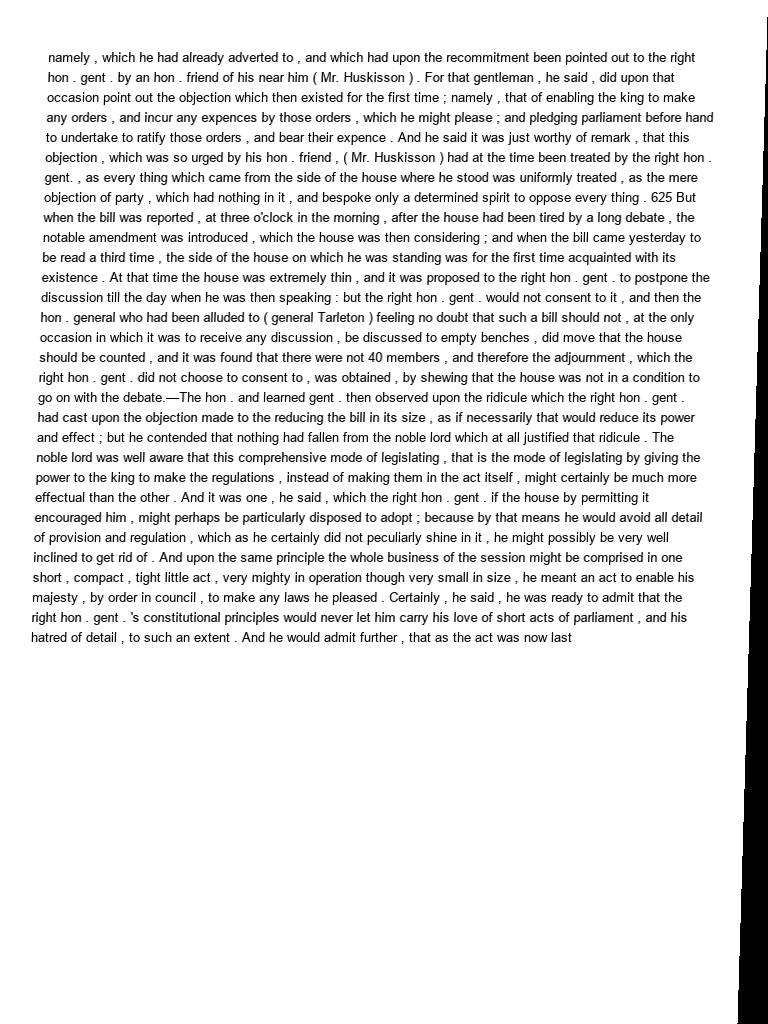 namely , which he had already adverted to , and which had upon the recommitment been pointed out to the right
hon . gent . by an hon . friend of his near him ( Mr. Huskisson ) . For that gentleman , he said , did upon that
occasion point out the objection which then existed for the first time ; namely , that of enabling the king to make
any orders , and incur any expences by those orders , which he might please ; and pledging parliament before hand
to undertake to ratify those orders , and bear their expence . And he said it was just worthy of remark , that this
objection , which was so urged by his hon . friend , ( Mr. Huskisson ) had at the time been treated by the right hon .
gent. , as every thing which came from the side of the house where he stood was uniformly treated , as the mere
objection of party , which had nothing in it , and bespoke only a determined spirit to oppose every thing . 625 But
when the bill was reported , at three o'clock in the morning , after the house had been tired by a long debate , the
notable amendment was introduced , which the house was then considering ; and when the bill came yesterday to
be read a third time , the side of the house on which he was standing was for the first time acquainted with its
existence . At that time the house was extremely thin , and it was proposed to the right hon . gent . to postpone the
discussion till the day when he was then speaking : but the right hon . gent . would not consent to it , and then the
hon . general who had been alluded to ( general Tarleton ) feeling no doubt that such a bill should not , at the only
occasion in which it was to receive any discussion , be discussed to empty benches , did move that the house
should be counted , and it was found that there were not 40 members , and therefore the adjournment , which the
right hon . gent . did not choose to consent to , was obtained , by shewing that the house was not in a condition to
go on with the debate.—The hon . and learned gent . then observed upon the ridicule which the right hon . gent .
had cast upon the objection made to the reducing the bill in its size , as if necessarily that would reduce its power
and effect ; but he contended that nothing had fallen from the noble lord which at all justified that ridicule . The
noble lord was well aware that this comprehensive mode of legislating , that is the mode of legislating by giving the
power to the king to make the regulations , instead of making them in the act itself , might certainly be much more
effectual than the other . And it was one , he said , which the right hon . gent . if the house by permitting it
encouraged him , might perhaps be particularly disposed to adopt ; because by that means he would avoid all detail
of provision and regulation , which as he certainly did not peculiarly shine in it , he might possibly be very well
inclined to get rid of . And upon the same principle the whole business of the session might be comprised in one
short , compact , tight little act , very mighty in operation though very small in size , he meant an act to enable his
majesty , by order in council , to make any laws he pleased . Certainly , he said , he was ready to admit that the
right hon . gent . 's constitutional principles would never let him carry his love of short acts of parliament , and his
hatred of detail , to such an extent . And he would admit further , that as the act was now last